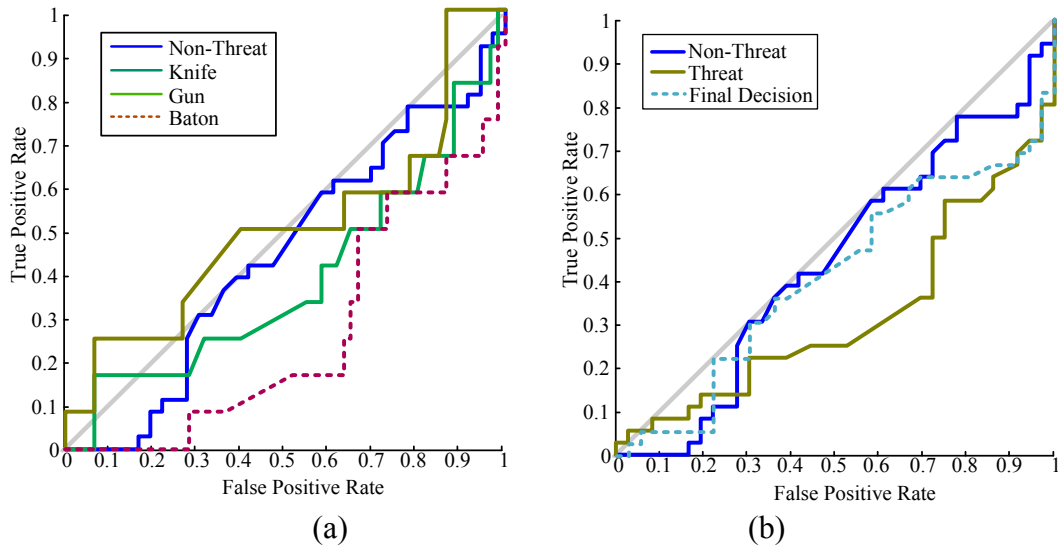 1
0.9
0.8
0.7
0.6
0.5
0.4
0.3
0.2
0.1
0
True Positive Rate
Non-Threat
Knife
Gun
Baton
0 0.1 0.2 0.3 0.4 0.5 0.6 0.7 0.8 0.9 1
False Positive Rate
(a)
1
0.9
0.8
0.7
0.6
0.5
0.4
0.3
0.2
0.1
0
True Positive Rate
Non-Threat
Threat
Final Decision
0 0.1 0.2 0.3 0.4 0.5 0.6 0.7 0.8 0.9 1
False Positive Rate
(b)